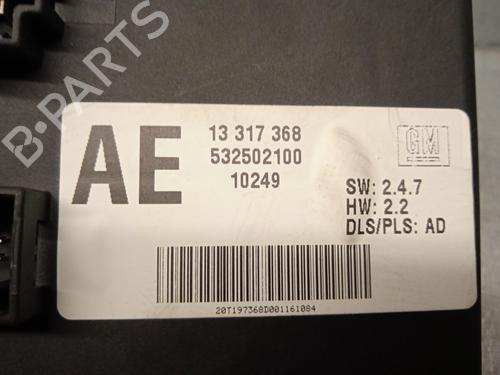 AE
13 317 368
532502100
10249
GM
SW: 2.4.7
HW: 2.2
DLS/PLS: AD
20T197368D001161084
B-PARTS